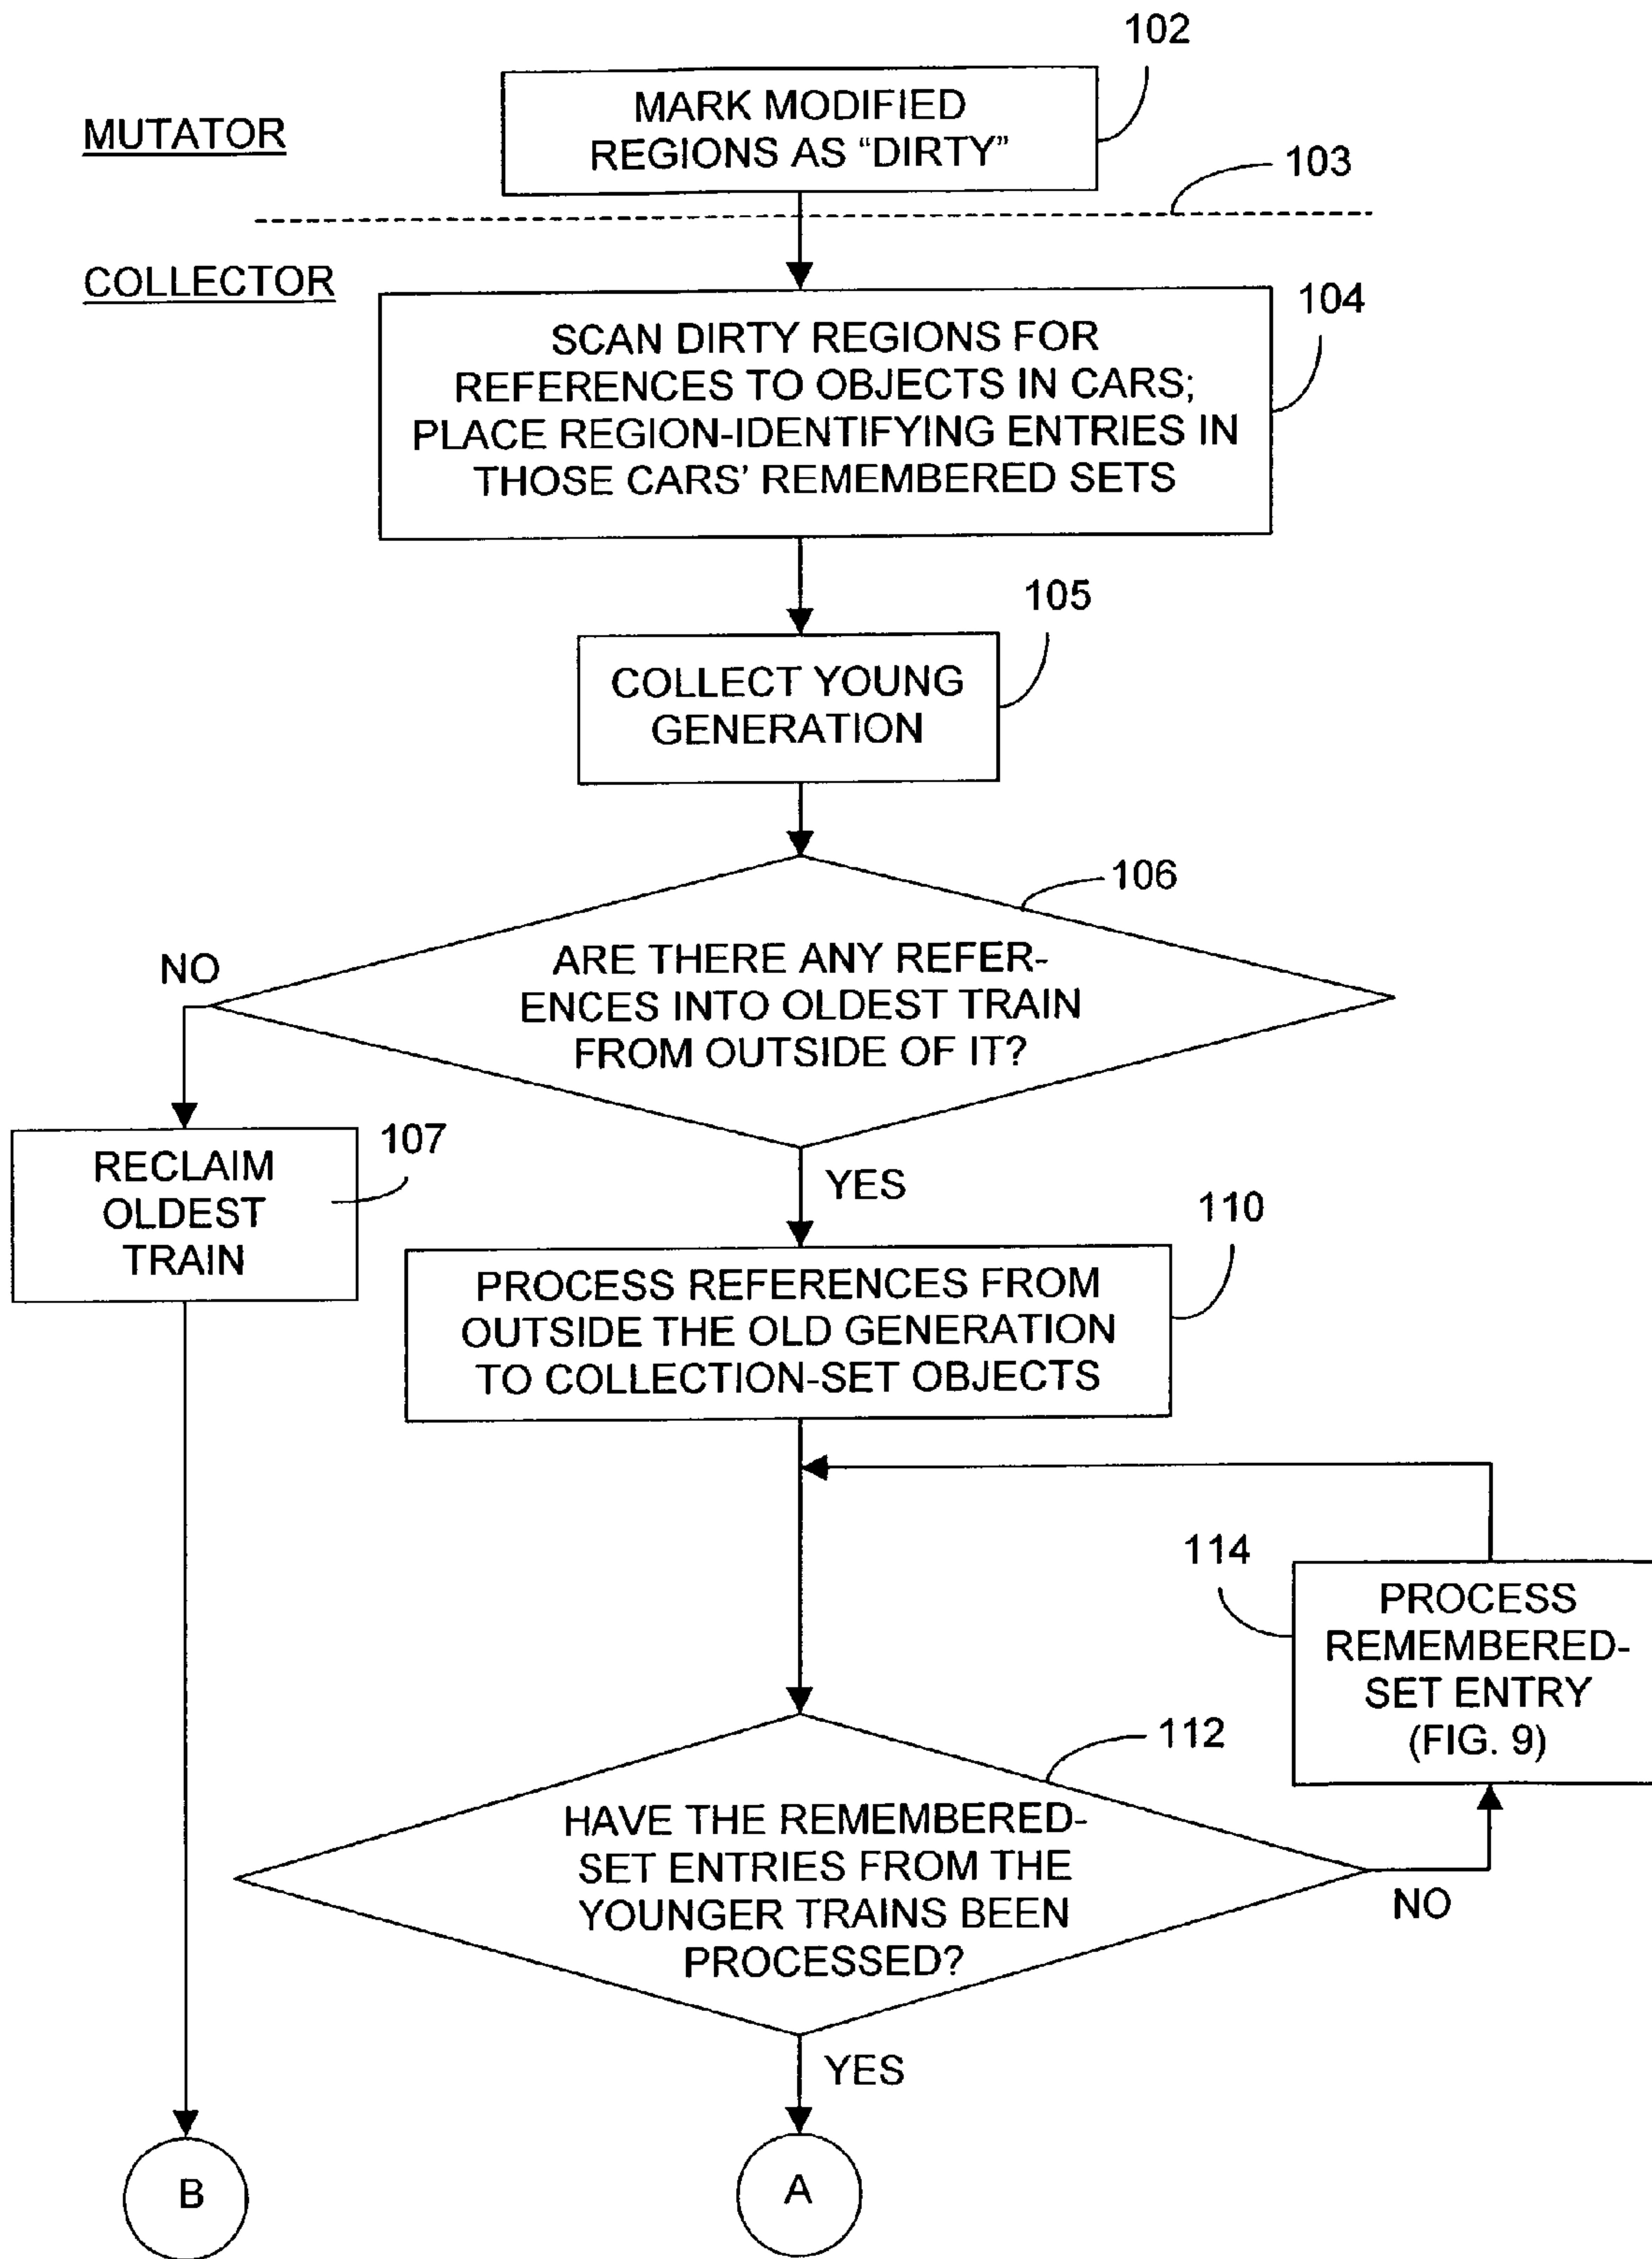 102
MARK MODIFIED
REGIONS AS “DIRTY”
MUTATOR
103
COLLECTOR
104
SCAN DIRTY REGIONS FOR
REFERENCES TO OBJECTS IN CARS;
PLACE REGION-IDENTIFYING ENTRIES IN
THOSE CARS’ REMEMBERED SETS
105
COLLECT YOUNG
GENERATION
106
NO
ARE THERE ANY REFER-
ENCES INTO OLDEST TRAIN
FROM OUTSIDE OF IT?
107
RECLAIM
OLDEST
TRAIN
YES
110
PROCESS REFERENCES FROM
OUTSIDE THE OLD GENERATION
TO COLLECTION-SET OBJECTS
114
PROCESS
REMEMBERED-
SET ENTRY
(FIG. 9)
112
HAVE THE REMEMBERED-
SET ENTRIES FROM THE
YOUNGER TRAINS BEEN
PROCESSED?
NO
YES
B
A